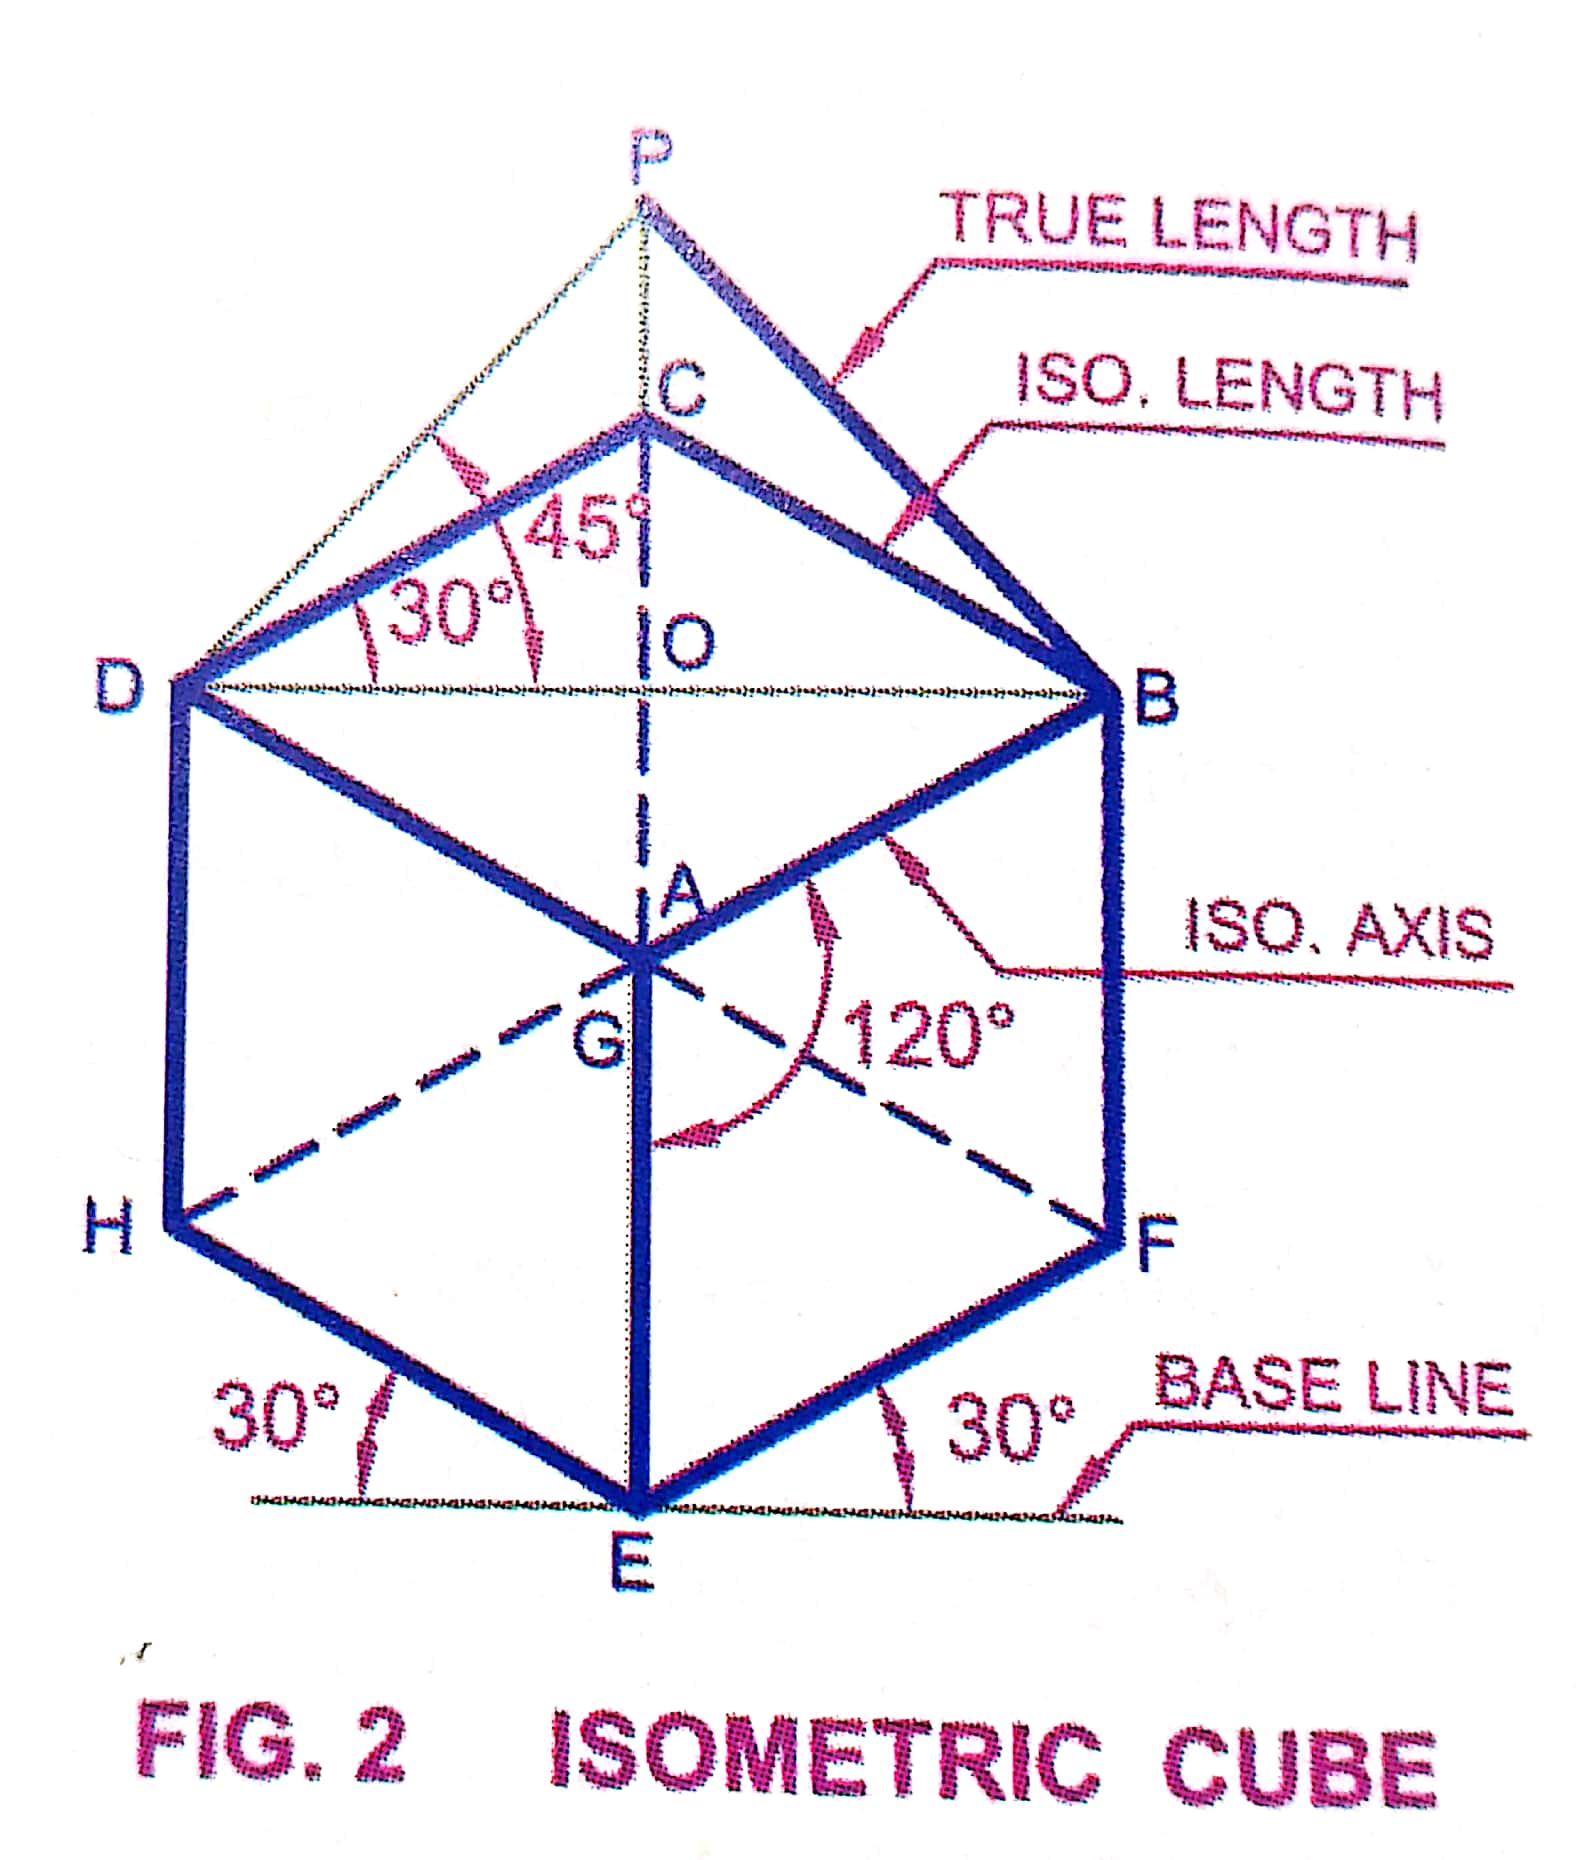 P
TRUE LENGTH
C
ISO. LENGTH
45°
30°
O
D
B
A
ISO. AXIS
G
120°
H
F
30°
30°
BASE LINE
E
FIG. 2 ISOMETRIC CUBE